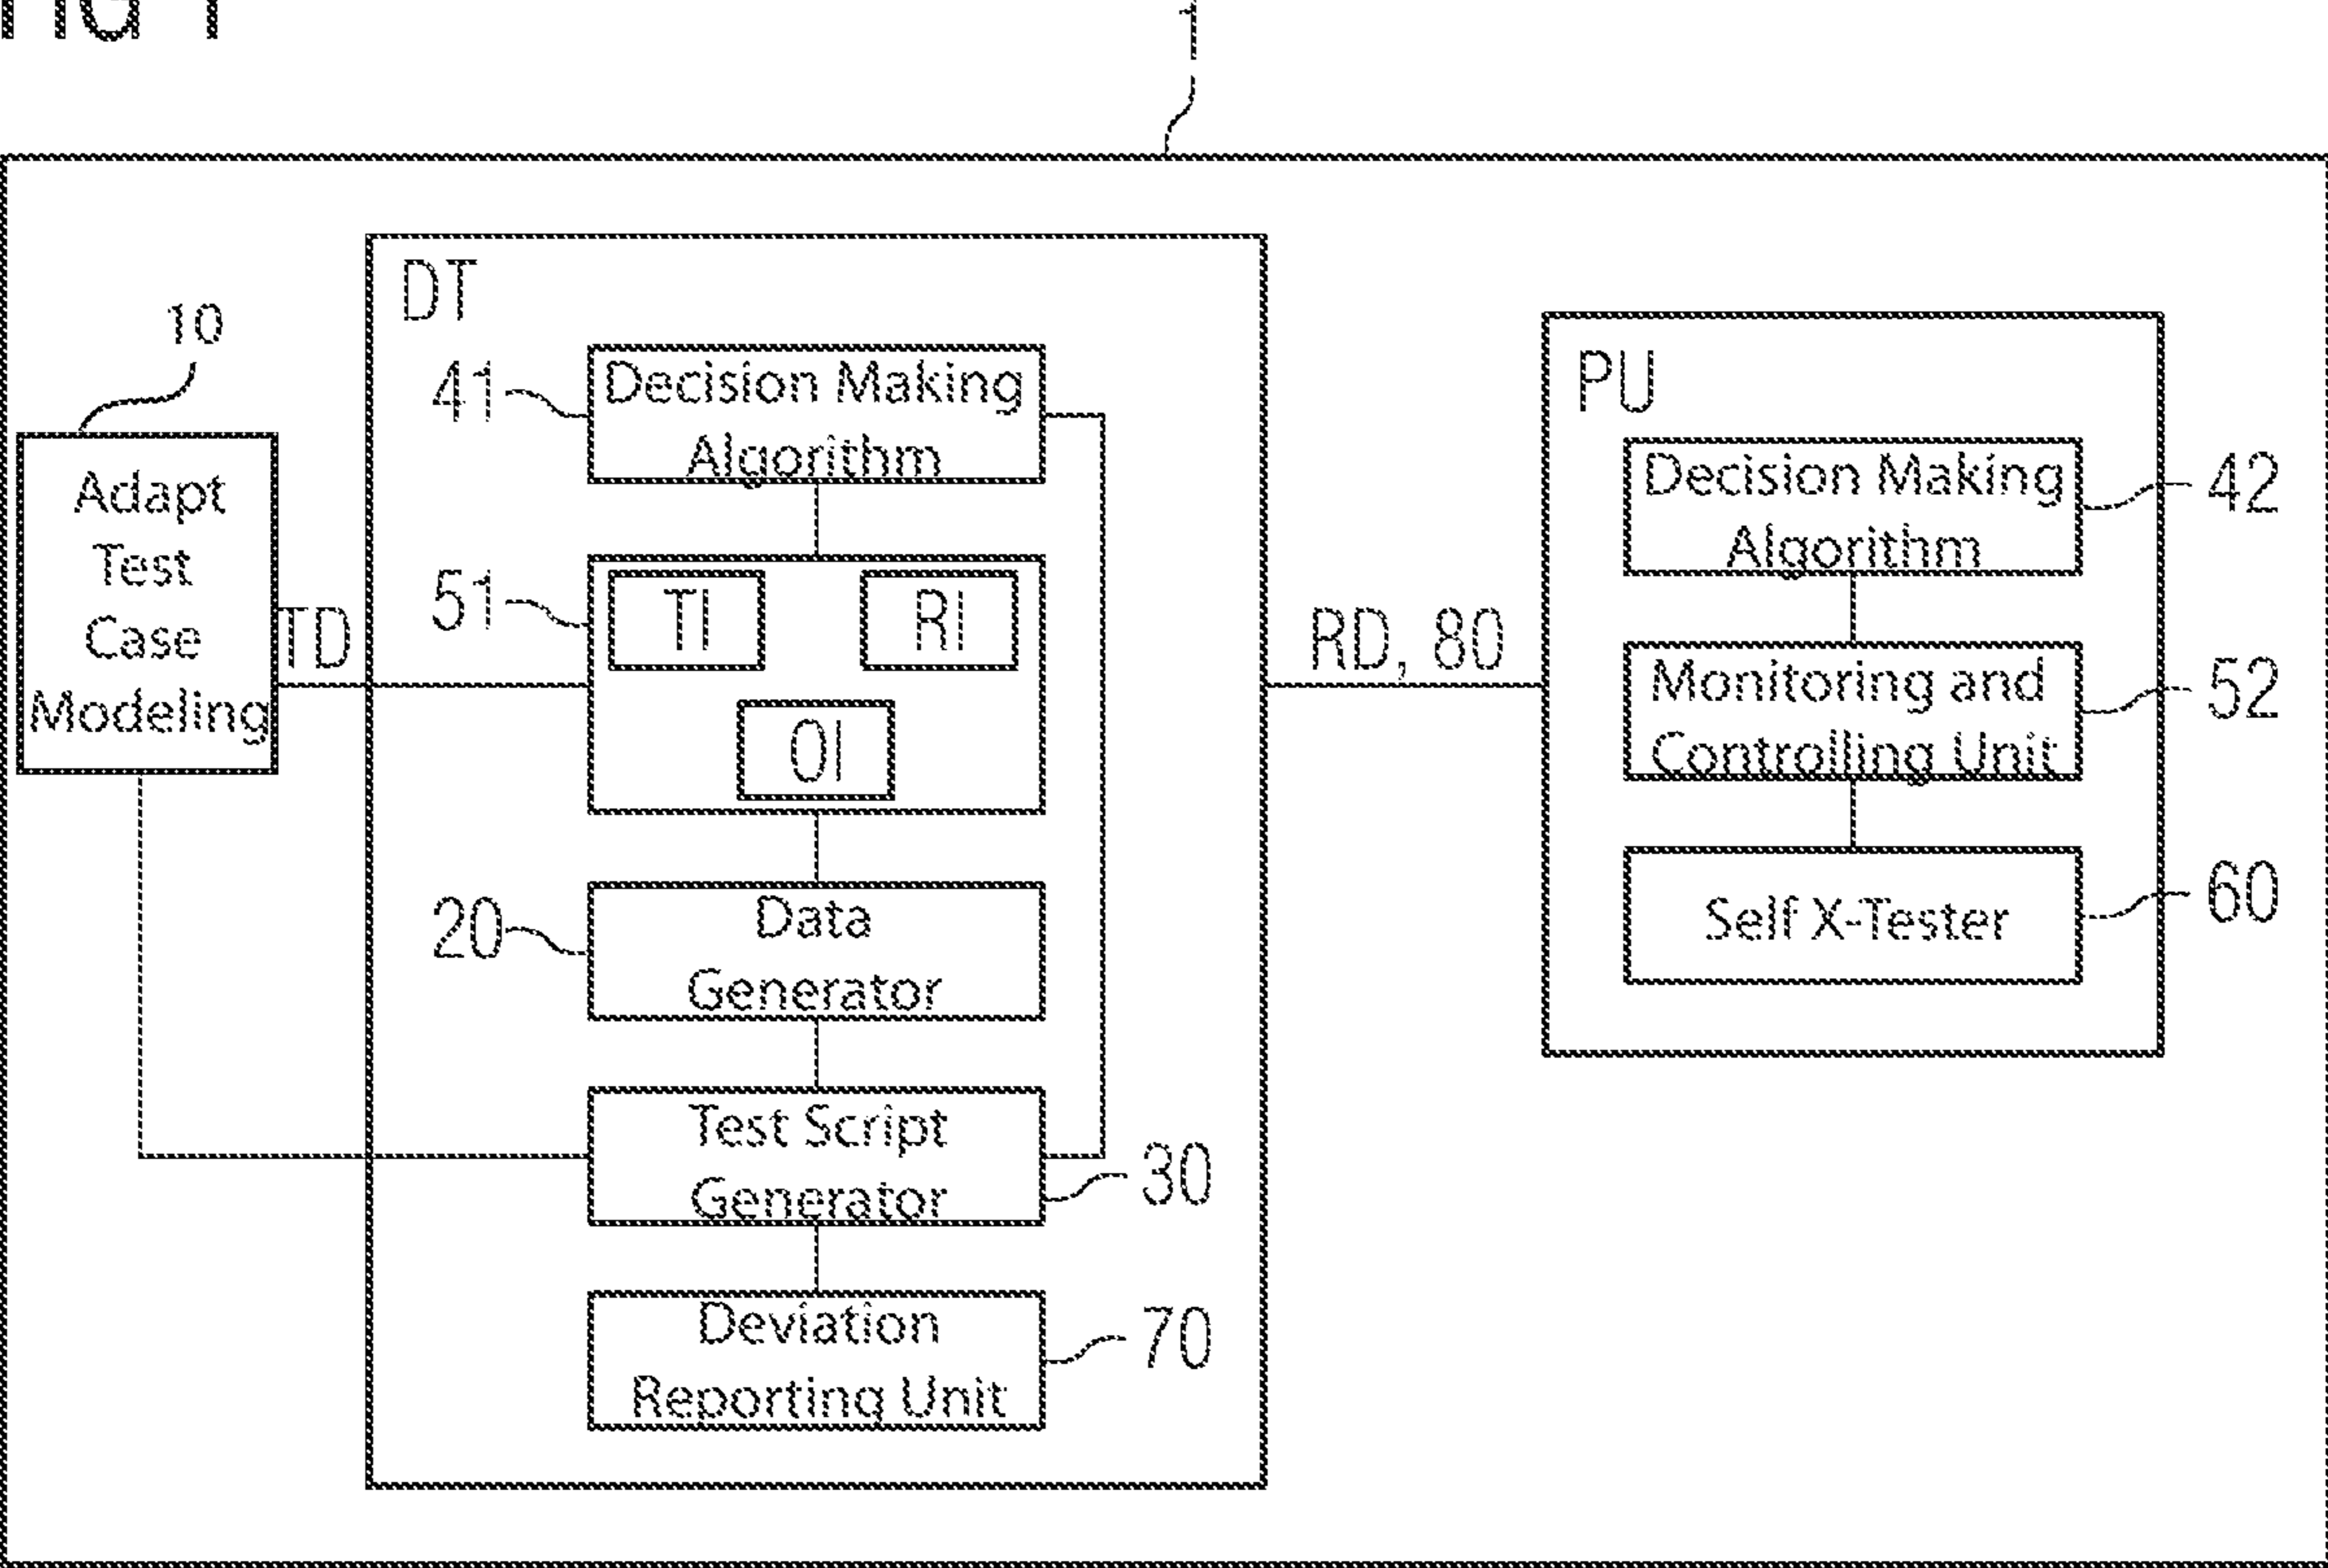 FIG 1
1
DT
10
41
Decision Making
Algorithm
PU
Adapt
Test
Case
Modeling
Decision Making
Algorithm
42
51
TI
RI
OI
TD
RD, 80
Monitoring and
Controlling Unit
52
20
Data
Generator
Self X-Tester
60
Test Script
Generator
30
Deviation
Reporting Unit
70